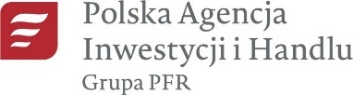 Polska Agencja
Inwestycji i Handlu
Grupa PFR